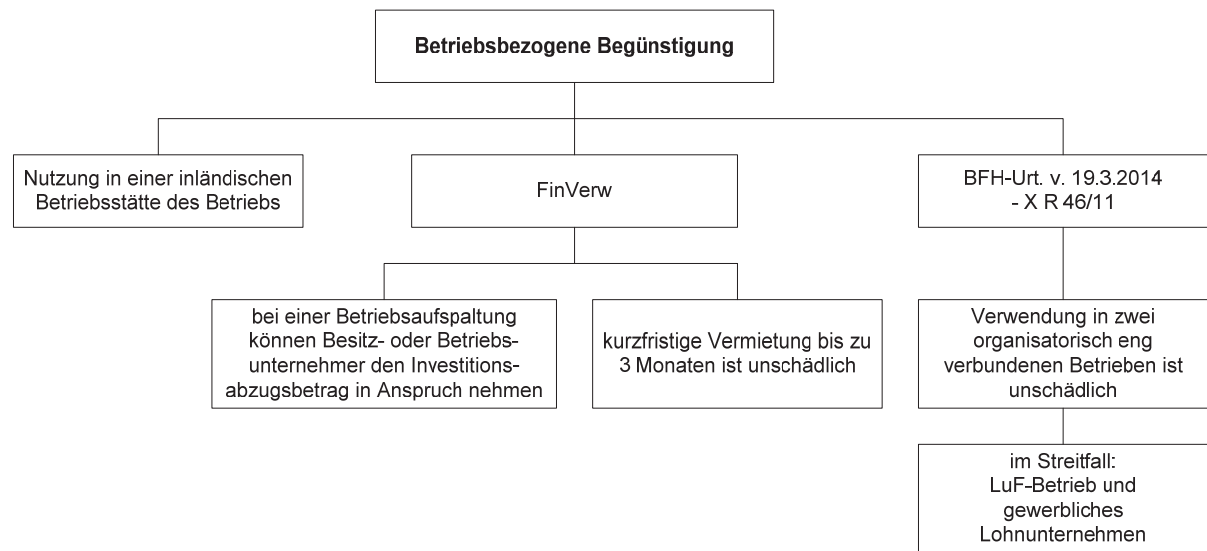 Betriebsbezogene Begünstigung
Nutzung in einer inländischen
Betriebsstätte des Betriebs
FinVerw
BFH-Urt. v. 19.3.2014
- X R 46/11
bei einer Betriebsaufspaltung
können Besitz- oder Betriebs-
unternehmer den Investitions-
abzugsbetrag in Anspruch nehmen
kurzfristige Vermietung bis zu
3 Monaten ist unschädlich
Verwendung in zwei
organisatorisch eng
verbundenen Betrieben ist
unschädlich
im Streitfall:
LuF-Betrieb und
gewerbliches
Lohnunternehmen